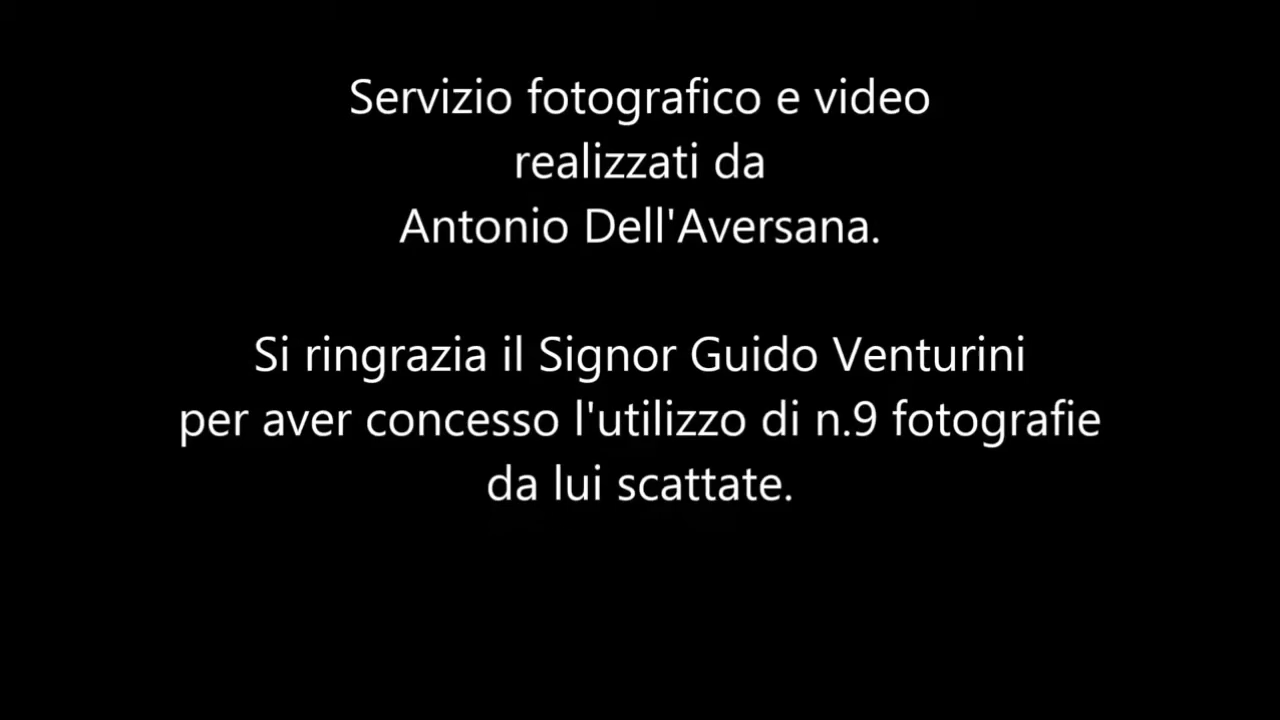 Servizio fotografico e video
realizzati da
Antonio Dell'Aversana.
Si ringrazia il Signor Guido Venturini
per aver concesso l'utilizzo di n.9 fotografie
da lui scattate.